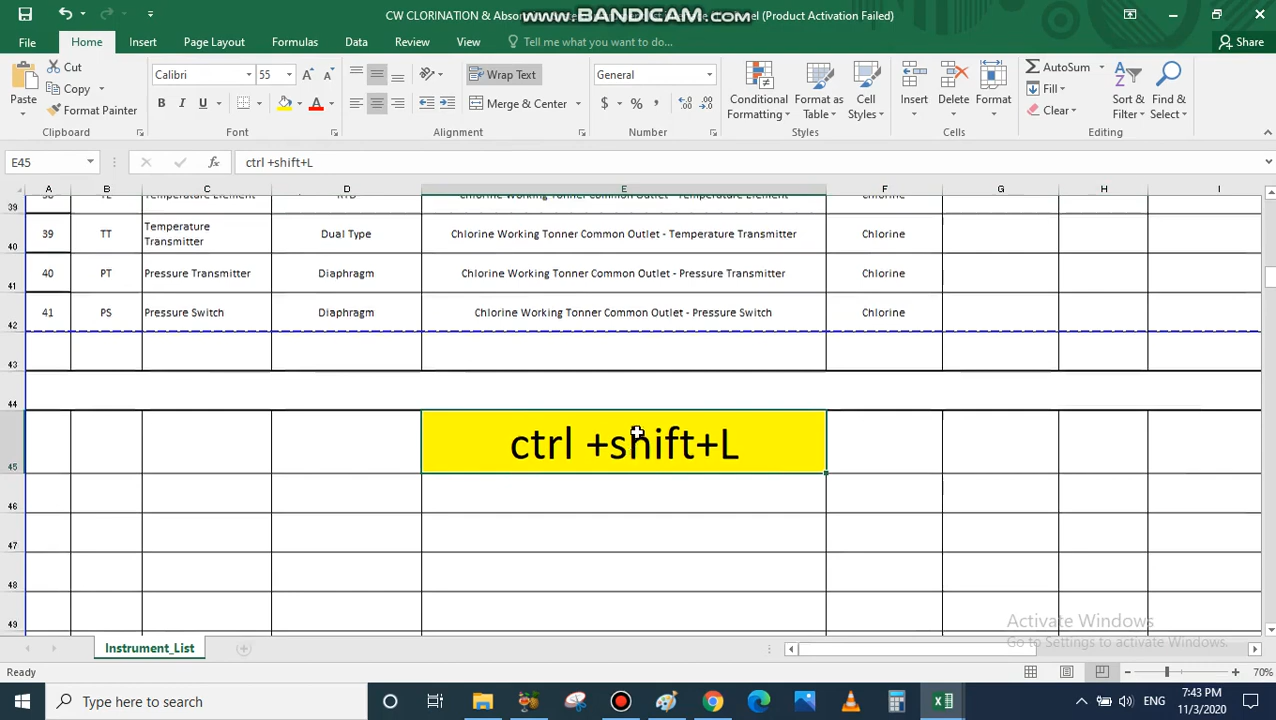 CW CLORINATION & Abso
www.BANDICAM.com
el (Product Activation Failed)
File
Home
Insert
Page Layout
Formulas
Data
Review
View
Tell me what you want to do...
Share
Paste
Cut
Copy
Format Painter
Clipboard
Calibri
55
B I U
Font
Wrap Text
Merge & Center
Alignment
General
$ % ,
Number
Conditional Formatting
Format as Table
Cell Styles
Styles
Insert
Delete
Format
Cells
AutoSum
Fill
Clear
Sort & Filter
Find & Select
Editing
E45
fx
ctrl +shift+L
A B C D E F G H I
39
40 39 TT Temperature Transmitter Dual Type Chlorine Working Tonner Common Outlet - Temperature Transmitter Chlorine
41 40 PT Pressure Transmitter Diaphragm Chlorine Working Tonner Common Outlet - Pressure Transmitter Chlorine
42 41 PS Pressure Switch Diaphragm Chlorine Working Tonner Common Outlet - Pressure Switch Chlorine
43
44
45 ctrl +shift+L
46
47
48
49
Activate Windows
Go to Settings to activate Windows.
Instrument_List
Ready
70%
Type here to search
ENG
7:43 PM
11/3/2020